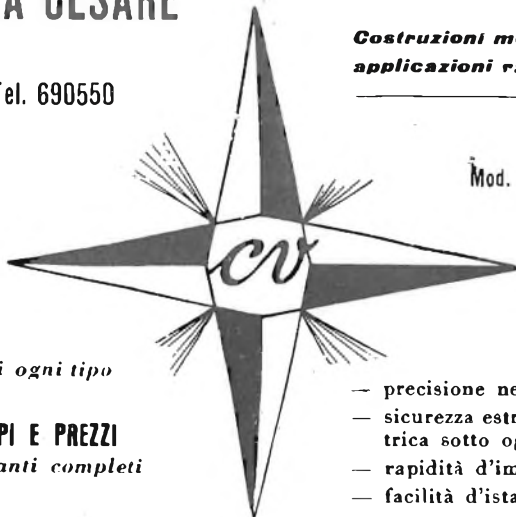 A CESARE
Costruzioni m
applicazioni
Tel. 690550
Mod.
cv
i ogni tipo
PI E PREZZI
anti completi
— precisione ne
— sicurezza estr
trica sotto og
— rapidità d'im
— facilità d'ista